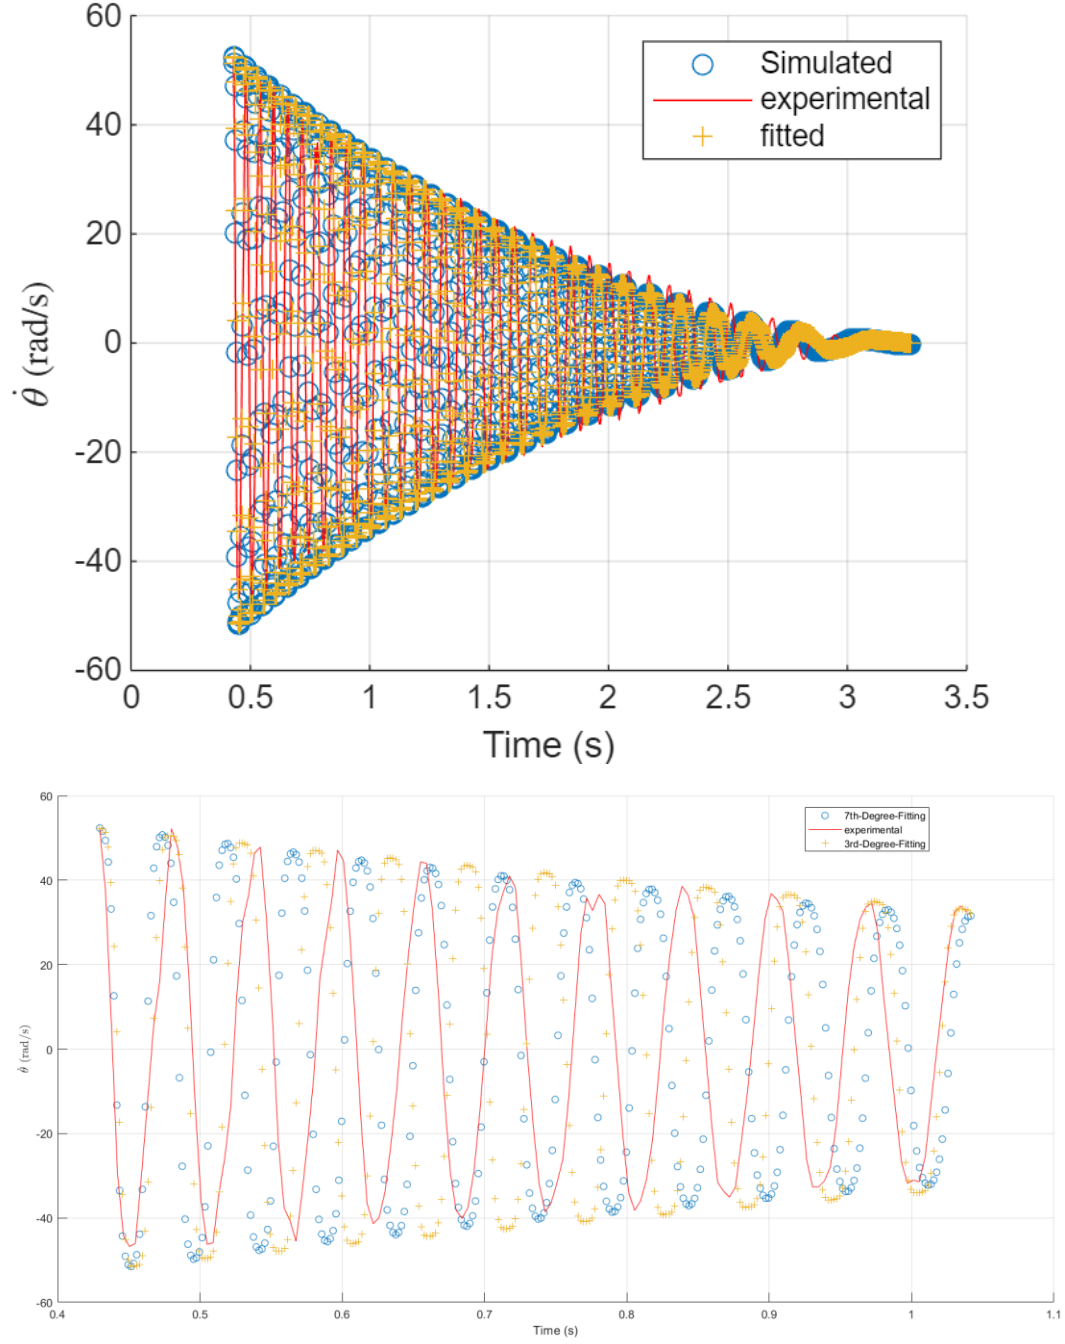 60
40
20
0
-20
-40
-60
θ̇ (rad/s)
0 0.5 1 1.5 2 2.5 3 3.5
Time (s)
Simulated
experimental
fitted
60
40
20
0
-20
-40
-60
θ̇ (rad/s)
0.4 0.5 0.6 0.7 0.8 0.9 1 1.1
Time (s)
7th-Degree-Fitting
experimental
3rd-Degree-Fitting